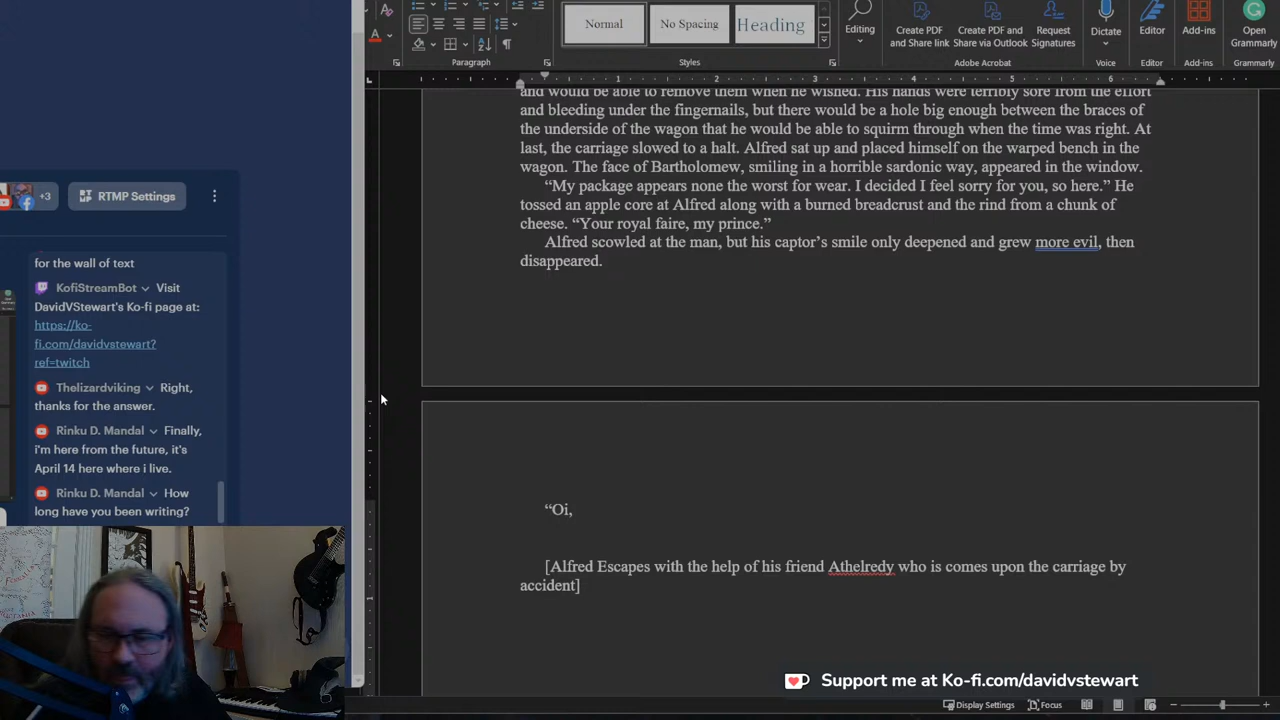 Normal
No Spacing
Heading
Editing
Create PDF
and Share link
Create PDF and
Share via Outlook
Request
Signatures
Dictate
Editor
Add-ins
Open
Grammarly
Paragraph
Styles
Adobe Acrobat
Voice
Editor
Add-ins
Grammarly
1
2
3
4
5
6
and would be able to remove them when he wished. His hands were terribly sore from the effort
and bleeding under the fingernails, but there would be a hole big enough between the braces of
the underside of the wagon that he would be able to squirm through when the time was right. At
last, the carriage slowed to a halt. Alfred sat up and placed himself on the warped bench in the
wagon. The face of Bartholomew, smiling in a horrible sardonic way, appeared in the window.
“My package appears none the worst for wear. I decided I feel sorry for you, so here.” He
tossed an apple core at Alfred along with a burned breadcrust and the rind from a chunk of
cheese. “Your royal faire, my prince.”
Alfred scowled at the man, but his captor’s smile only deepened and grew more evil, then
disappeared.
“Oi,
[Alfred Escapes with the help of his friend Athelredy who is comes upon the carriage by
accident]
+3
RTMP Settings
for the wall of text
KofiStreamBot Visit
DavidVStewart's Ko-fi page at:
https://ko-
fi.com/davidvstewart?
ref=twitch
Thelizardviking Right,
thanks for the answer.
Rinku D. Mandal Finally,
i'm here from the future, it's
April 14 here where i live.
Rinku D. Mandal How
long have you been writing?
1
Support me at Ko-fi.com/davidvstewart
Display Settings
Focus